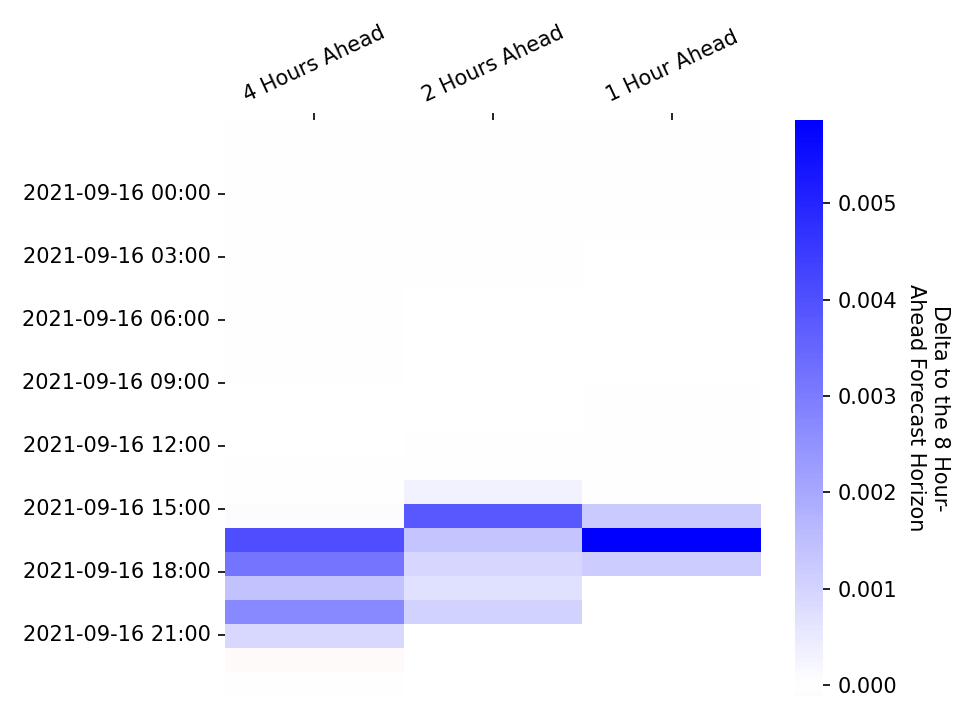 4 Hours Ahead
2 Hours Ahead
1 Hour Ahead
2021-09-16 00:00
2021-09-16 03:00
2021-09-16 06:00
2021-09-16 09:00
2021-09-16 12:00
2021-09-16 15:00
2021-09-16 18:00
2021-09-16 21:00
0.005
0.004
0.003
0.002
0.001
0.000
Delta to the 8 Hour-
Ahead Forecast Horizon